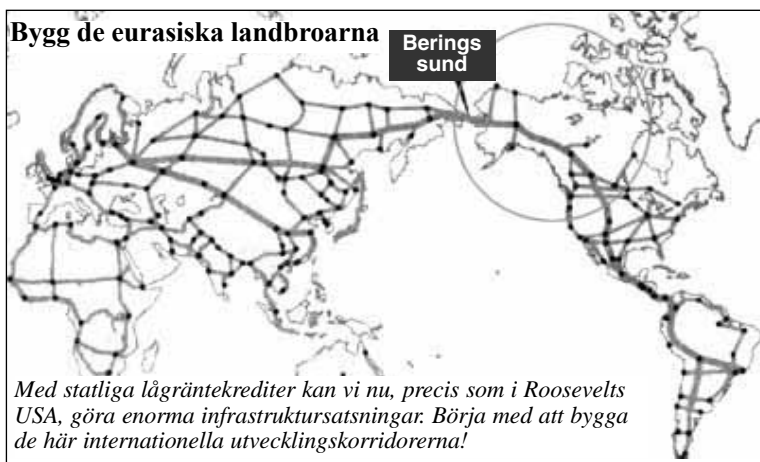 Bygg de eurasiska landbroarna
Berings
sund
Med statliga lågräntekrediter kan vi nu, precis som i Roosevelts
USA, göra enorma infrastruktursatsningar. Börja med att bygga
de här internationella utvecklingskorridorerna!